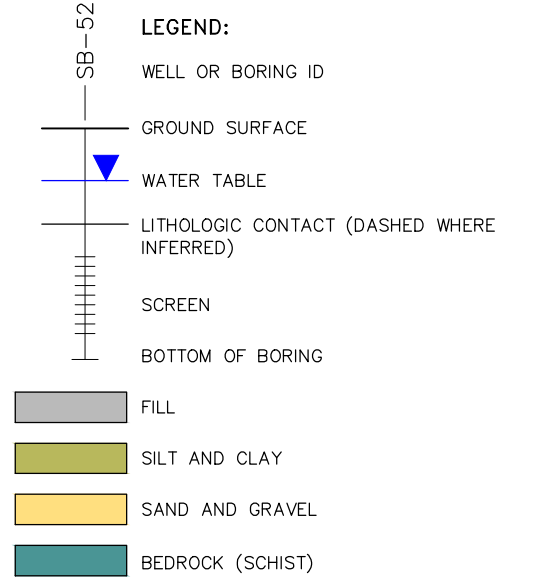 SB-52
LEGEND:
WELL OR BORING ID
GROUND SURFACE
WATER TABLE
LITHOLOGIC CONTACT (DASHED WHERE
INFERRED)
SCREEN
BOTTOM OF BORING
FILL
SILT AND CLAY
SAND AND GRAVEL
BEDROCK (SCHIST)